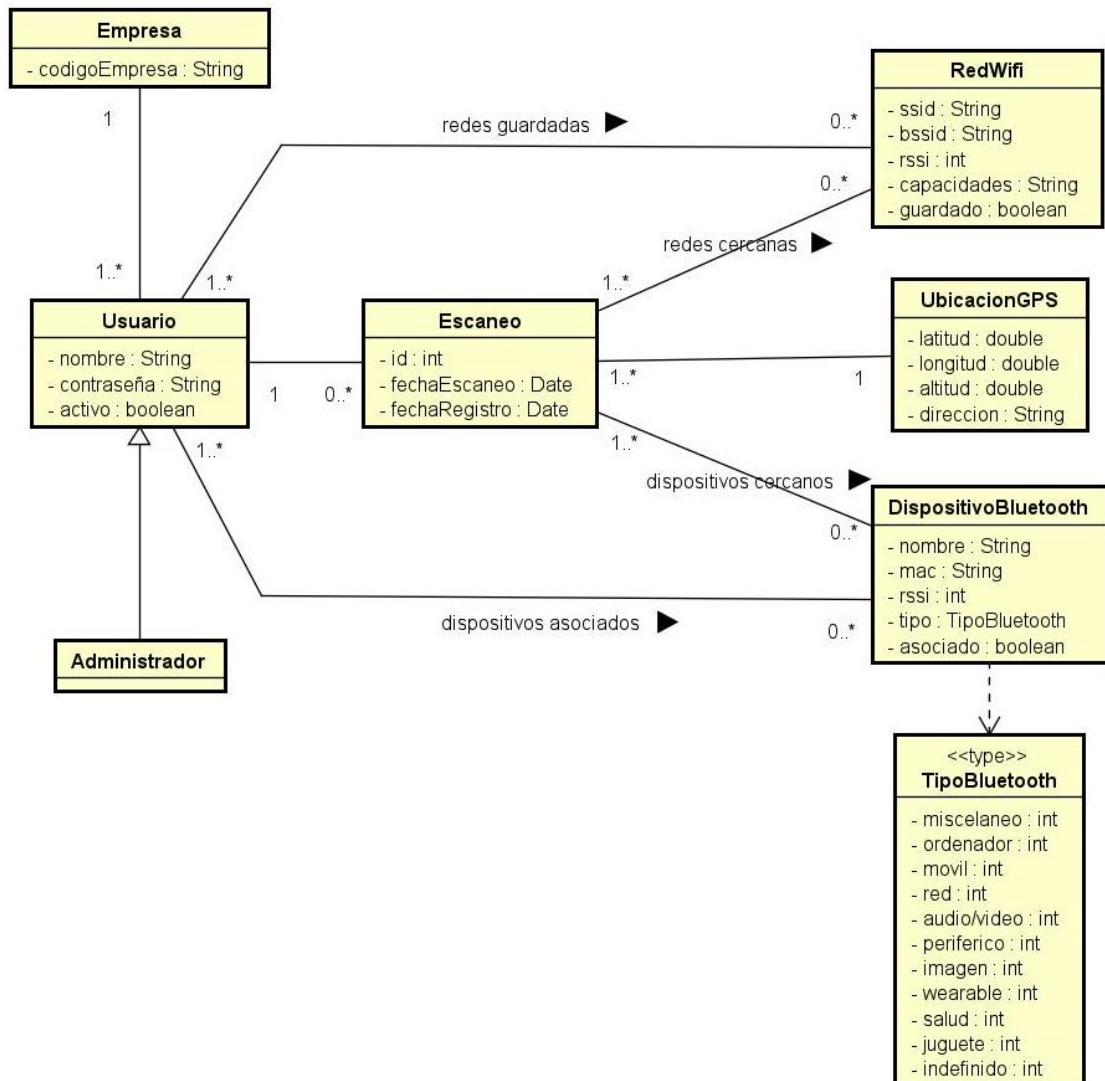 Empresa
- codigoEmpresa : String
1
1..*
redes guardadas
0..*
1..*
RedWifi
- ssid : String
- bssid : String
- rssi : int
- capacidades : String
- guardado : boolean
0..*
redes cercanas
1..*
Usuario
- nombre : String
- contraseña : String
- activo : boolean
1
0..*
Escaneo
- id : int
- fechaEscaneo : Date
- fechaRegistro : Date
1..*
1
UbicacionGPS
- latitud : double
- longitud : double
- altitud : double
- direccion : String
1..*
dispositivos cercanos
0..*
1..*
dispositivos asociados
0..*
DispositivoBluetooth
- nombre : String
- mac : String
- rssi : int
- tipo : TipoBluetooth
- asociado : boolean
Administrador
<<type>>
TipoBluetooth
- miscelaneo : int
- ordenador : int
- movil : int
- red : int
- audio/video : int
- periferico : int
- imagen : int
- wearable : int
- salud : int
- juguete : int
- indefinido : int